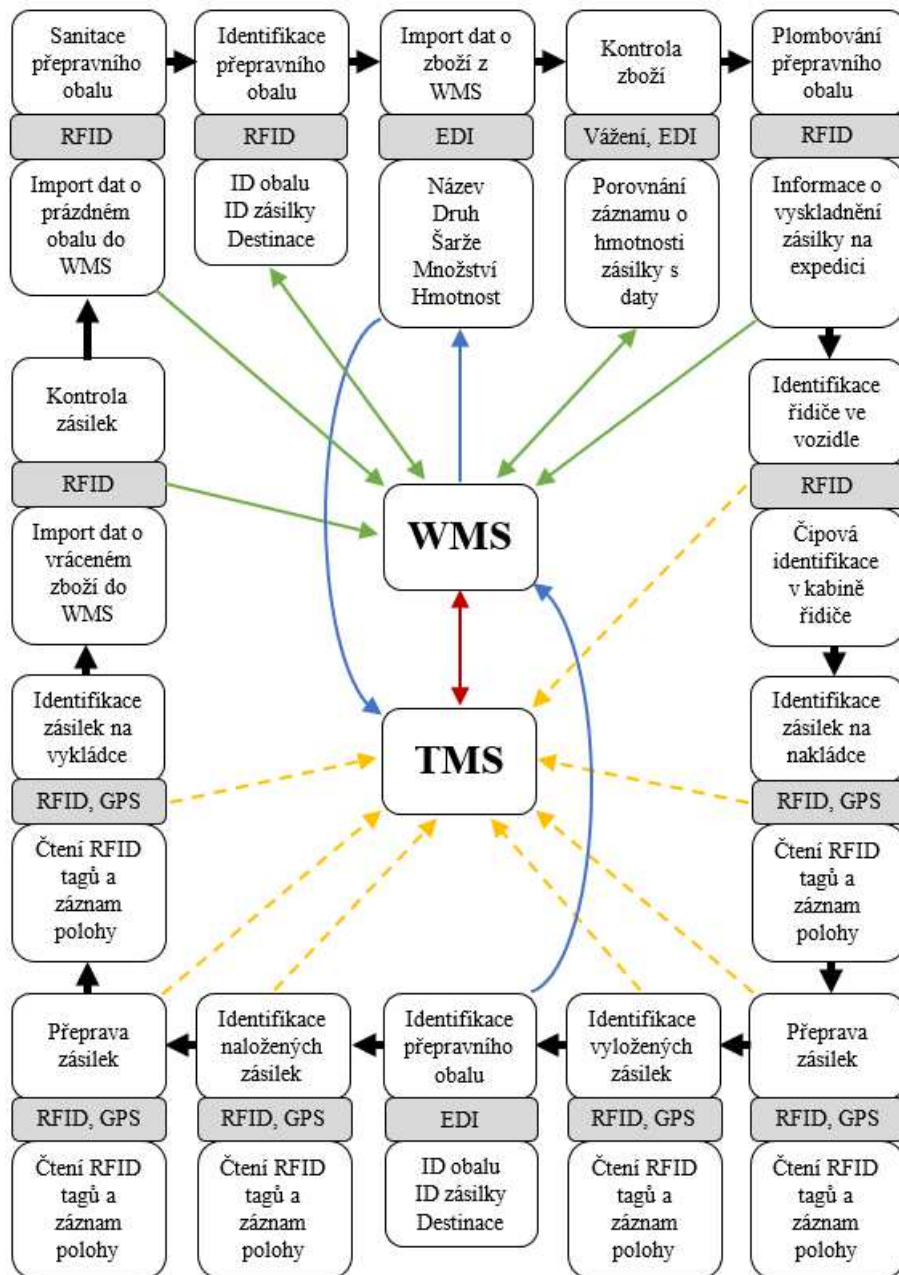 Sanitace
přepravního
obalu
RFID
Import dat o
prázdném
obalu do
WMS
Identifikace
přepravního
obalu
RFID
ID obalu
ID zásilky
Destinace
Import dat o
zboží z
WMS
EDI
Název
Druh
Šarže
Množství
Hmotnost
Kontrola
zboží
Vážení, EDI
Porovnání
záznamu o
hmotnosti
zásilky s
daty
Plombování
přepravního
obalu
RFID
Informace o
vyskladnění
zásilky na
expedici
Kontrola
zásilek
RFID
Import dat o
vráceném
zboží do
WMS
WMS
Identifikace
řidiče ve
vozidle
RFID
Čipová
identifikace
v kabině
řidiče
Identifikace
zásilek na
vykládce
RFID, GPS
Čtení RFID
tagů a
záznam
polohy
TMS
Identifikace
zásilek na
nakládce
RFID, GPS
Čtení RFID
tagů a
záznam
polohy
Přeprava
zásilek
RFID, GPS
Čtení RFID
tagů a
záznam
polohy
Identifikace
naložených
zásilek
RFID, GPS
Čtení RFID
tagů a
záznam
polohy
Identifikace
přepravního
obalu
EDI
ID obalu
ID zásilky
Destinace
Identifikace
vyložených
zásilek
RFID, GPS
Čtení RFID
tagů a
záznam
polohy
Přeprava
zásilek
RFID, GPS
Čtení RFID
tagů a
záznam
polohy